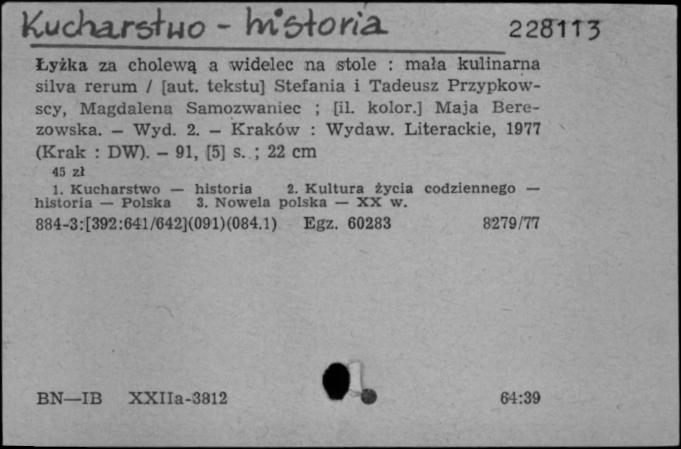 Kucharstwo - historia 228113
Łyżka za cholewą a widelec na stole : mała kulinarna
silva rerum / [aut. tekstu] Stefania i Tadeusz Przypkow-
scy, Magdalena Samozwaniec ; [il. kolor.] Maja Bere-
zowska. — Wyd. 2. — Kraków : Wydaw. Literackie, 1977
(Krak : DW). — 91, [5] s. ; 22 cm
45 zł
1. Kucharstwo — historia 2. Kultura życia codziennego —
historia — Polska 3. Nowela polska — XX w.
884-3:[392:641/642](091)(084.1) Egz. 60283 8279/77
BN—IB XXIIa-3812 64:39